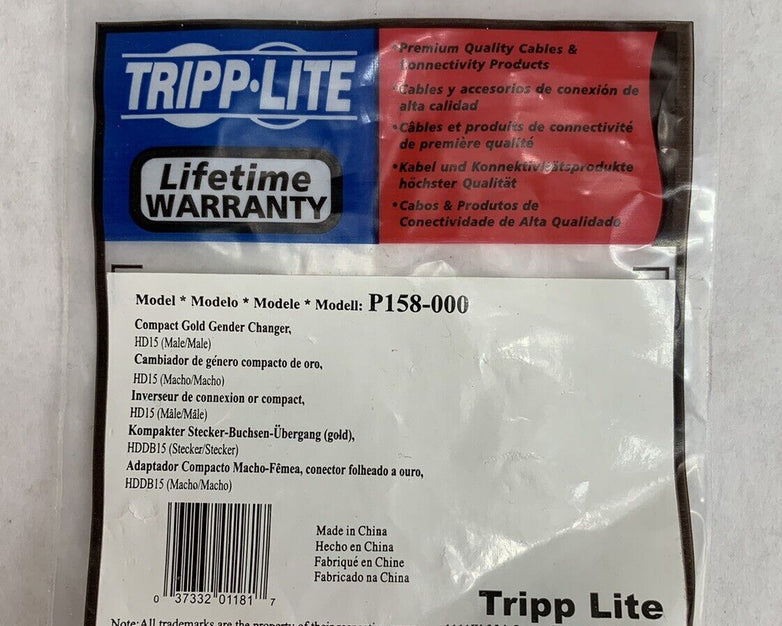 TRIPP·LITE
Lifetime
WARRANTY
•Premium Quality Cables &
Connectivity Products
•Cables y accesorios de conexión de
alta calidad
•Câbles et produits de connectivité
de première qualité
•Kabel und Konnektivitätsprodukte
höchster Qualität
•Cabos & Produtos de
Conectividade de Alta Qualidade
Model * Modelo * Modele * Modell: P158-000
Compact Gold Gender Changer,
HD15 (Male/Male)
Cambiador de género compacto de oro,
HD15 (Macho/Macho)
Inverseur de connexion or compact,
HD15 (Mâle/Mâle)
Kompakter Stecker-Buchsen-Übergang (gold),
HDDB15 (Stecker/Stecker)
Adaptador Compacto Macho-Fêmea, conector folheado a ouro,
HDDB15 (Macho/Macho)
0 37332 01181 7
Made in China
Hecho en China
Fabriqué en Chine
Fabricado na China
Tripp Lite
Note: All trademarks are the property of their